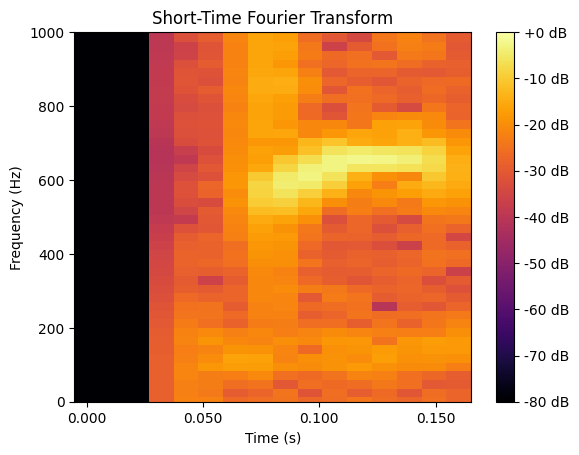 Short-Time Fourier Transform
Frequency (Hz)
1000
800
600
400
200
0
0.000
0.050
0.100
0.150
Time (s)
+0 dB
-10 dB
-20 dB
-30 dB
-40 dB
-50 dB
-60 dB
-70 dB
-80 dB